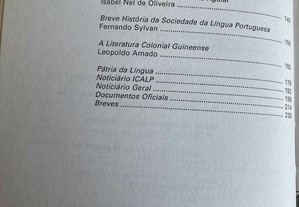 Isabel Nel de Oliveira
Breve História da Sociedade da Língua Portuguesa
Fernando Sylvan
A Literatura Colonial Guineense
Leopoldo Amado
Pátria da Língua
Noticiário ICALP
Noticiário Geral
Documentos Oficiais
Breves